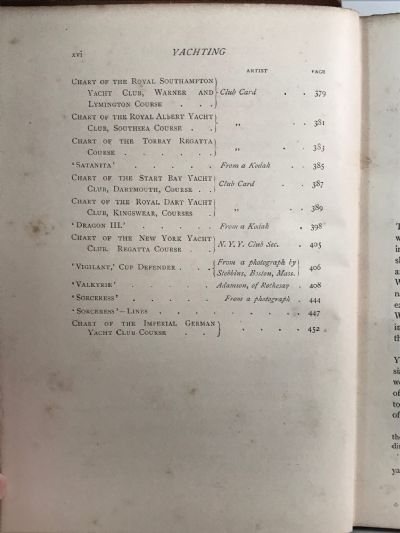 xvi YACHTING
ARTIST PAGE
CHART OF THE ROYAL SOUTHAMPTON
YACHT CLUB, WARNER AND Club Card . . 379
LYMINGTON COURSE . . .
CHART OF THE ROYAL ALBERT YACHT
CLUB, SOUTHSEA COURSE . . ,, . . 381
CHART OF THE TORBAY REGATTA
COURSE . . . . . . ,, . . 383
'SATANITA' . . . . . From a Kodak . . 385
CHART OF THE START BAY YACHT
CLUB, DARTMOUTH, COURSE . . Club Card . . 387
CHART OF THE ROYAL DART YACHT
CLUB, KINGSWEAR, COURSES . ,, . . 389
'DRAGON III.' . . . . From a Kodak . 398
CHART OF THE NEW YORK YACHT
CLUB. REGATTA COURSE . . N.Y.Y. Club Sec. . 405
'VIGILANT,' CUP DEFENDER . . . From a photograph by
Stebbins, Boston, Mass. 406
'VALKYRIE' . . . . . Adamson, of Rothesay . 408
'SORCERESS' . . . . . From a photograph . 444
'SORCERESS'—LINES . . . . . . . . 447
CHART OF THE IMPERIAL GERMAN
YACHT CLUB COURSE . . . . . . 452